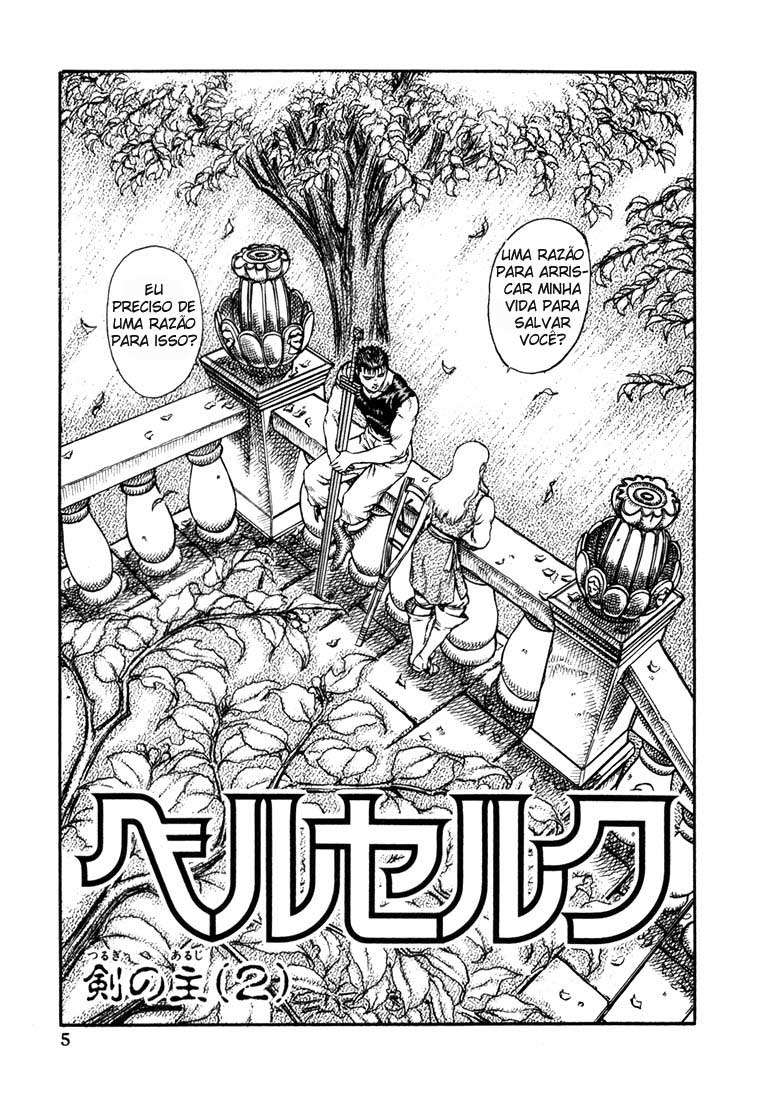 UMA RAZÃO
PARA ARRIS-
CAR MINHA
VIDA PARA
SALVAR
VOCÊ?
EU
PRECISO DE
UMA RAZÃO
PARA ISSO?
ベルセルク
つるぎ あるじ
剣の主(2)
5